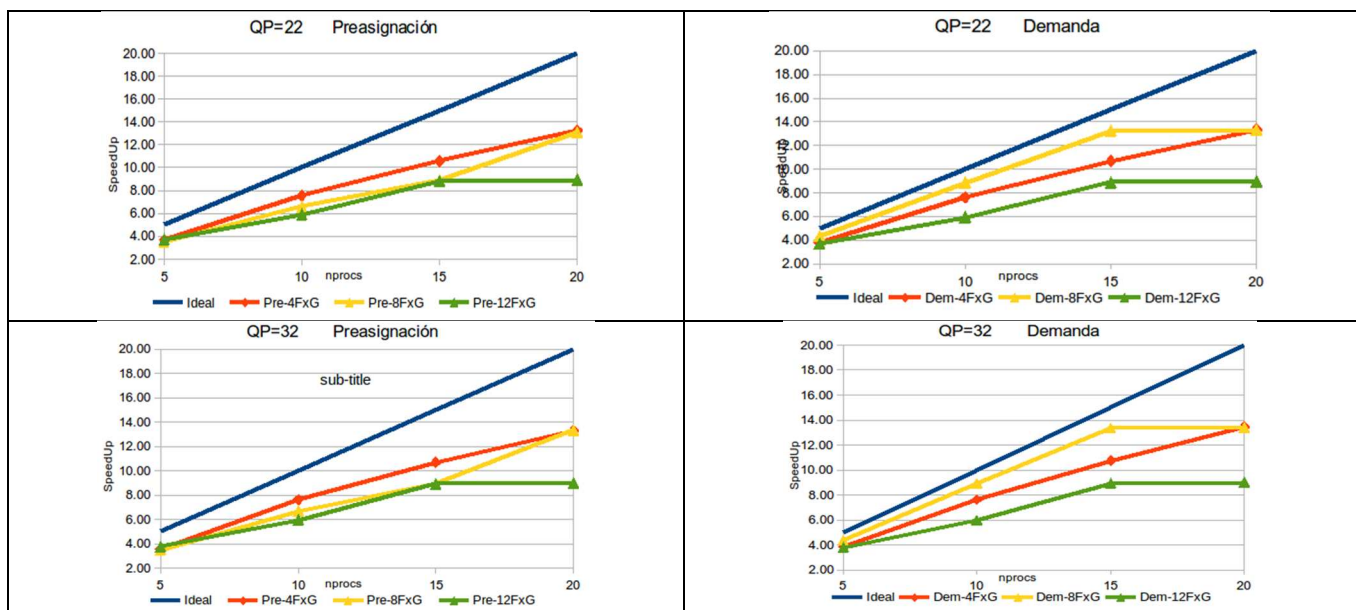 QP=22 Preasignación
20.00
18.00
16.00
14.00
12.00
10.00
8.00
6.00
4.00
2.00
SpeedUp
5 10 15 20
nprocs
Ideal Pre-4FxG Pre-8FxG Pre-12FxG
QP=22 Demanda
20.00
18.00
16.00
14.00
12.00
10.00
8.00
6.00
4.00
2.00
SpeedUp
5 10 15 20
nprocs
Ideal Dem-4FxG Dem-8FxG Dem-12FxG
QP=32 Preasignación
sub-title
20.00
18.00
16.00
14.00
12.00
10.00
8.00
6.00
4.00
2.00
SpeedUp
5 10 15 20
nprocs
Ideal Pre-4FxG Pre-8FxG Pre-12FxG
QP=32 Demanda
20.00
18.00
16.00
14.00
12.00
10.00
8.00
6.00
4.00
2.00
SpeedUp
5 10 15 20
nprocs
Ideal Dem-4FxG Dem-8FxG Dem-12FxG